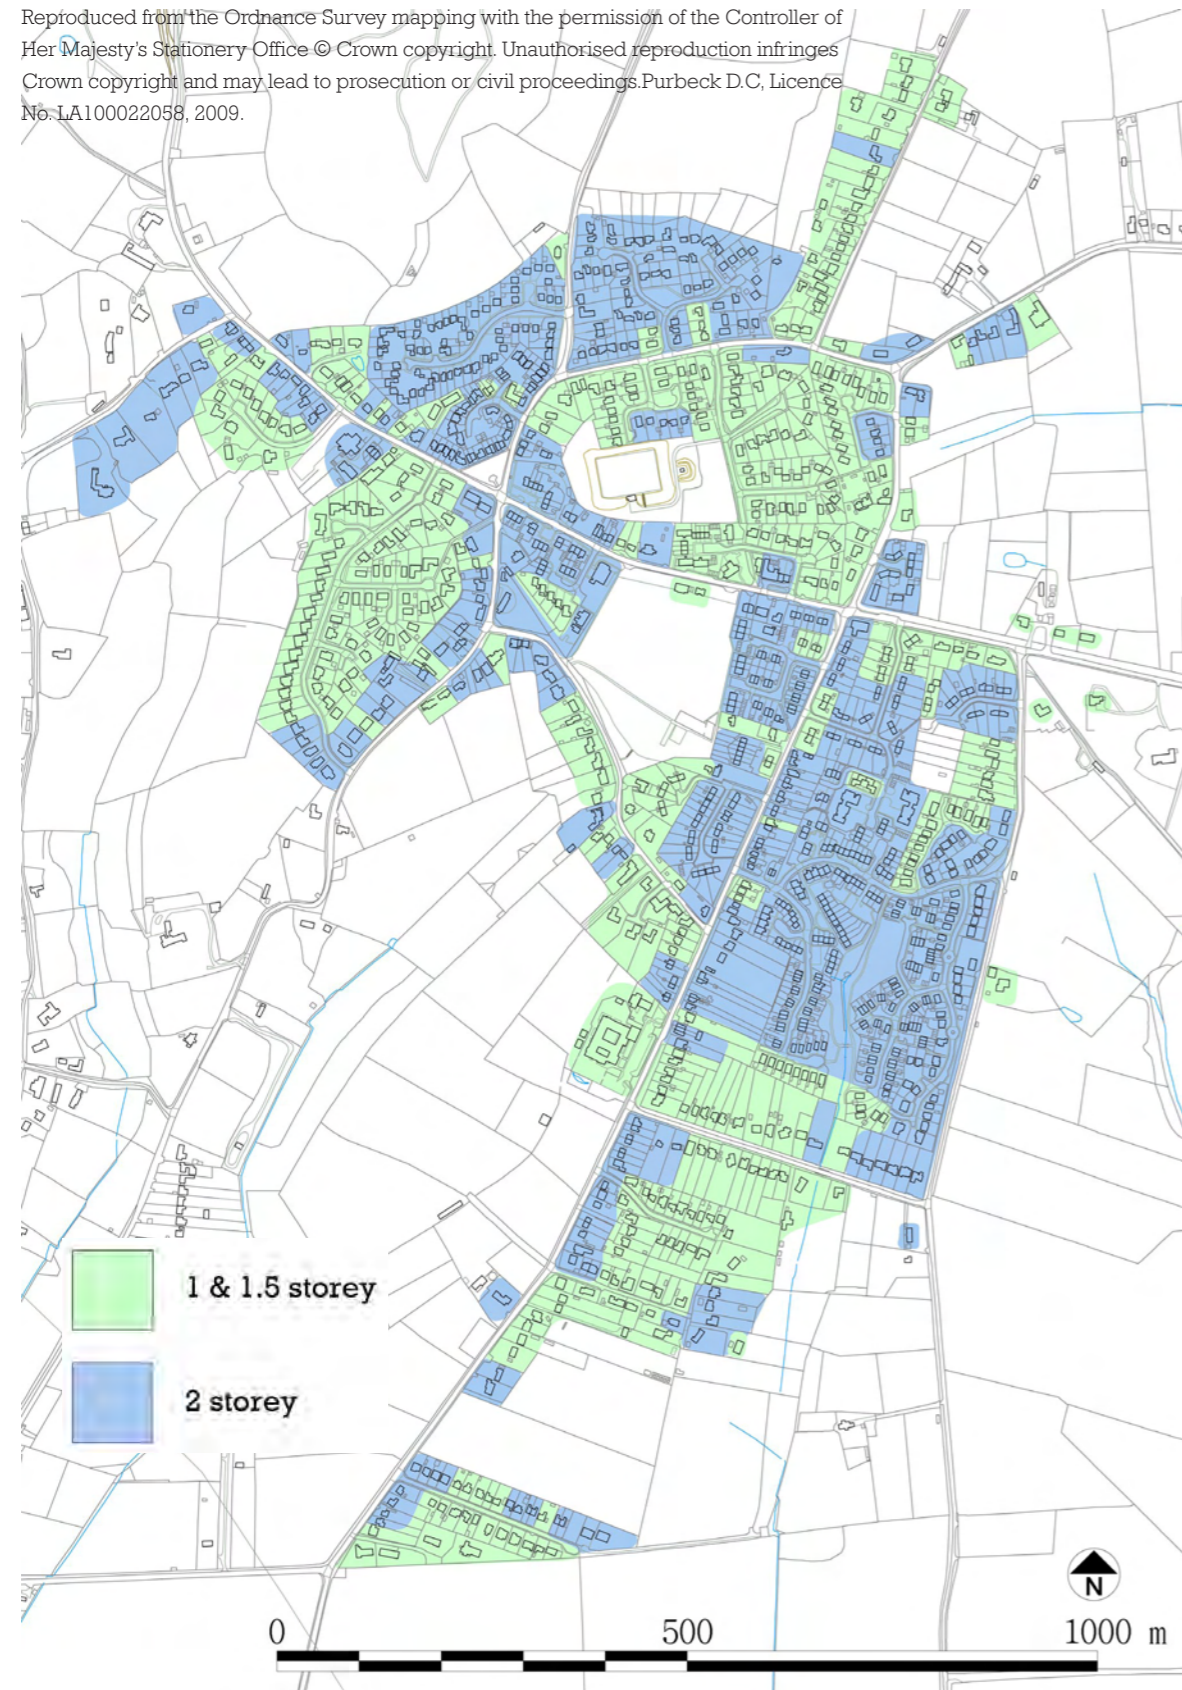 Reproduced from the Ordnance Survey mapping with the permission of the Controller of
Her Majesty's Stationery Office © Crown copyright. Unauthorised reproduction infringes
Crown copyright and may lead to prosecution or civil proceedings.Purbeck D.C, Licence
No. LA100022058, 2009.
1 & 1.5 storey
2 storey
N
0 500 1000 m